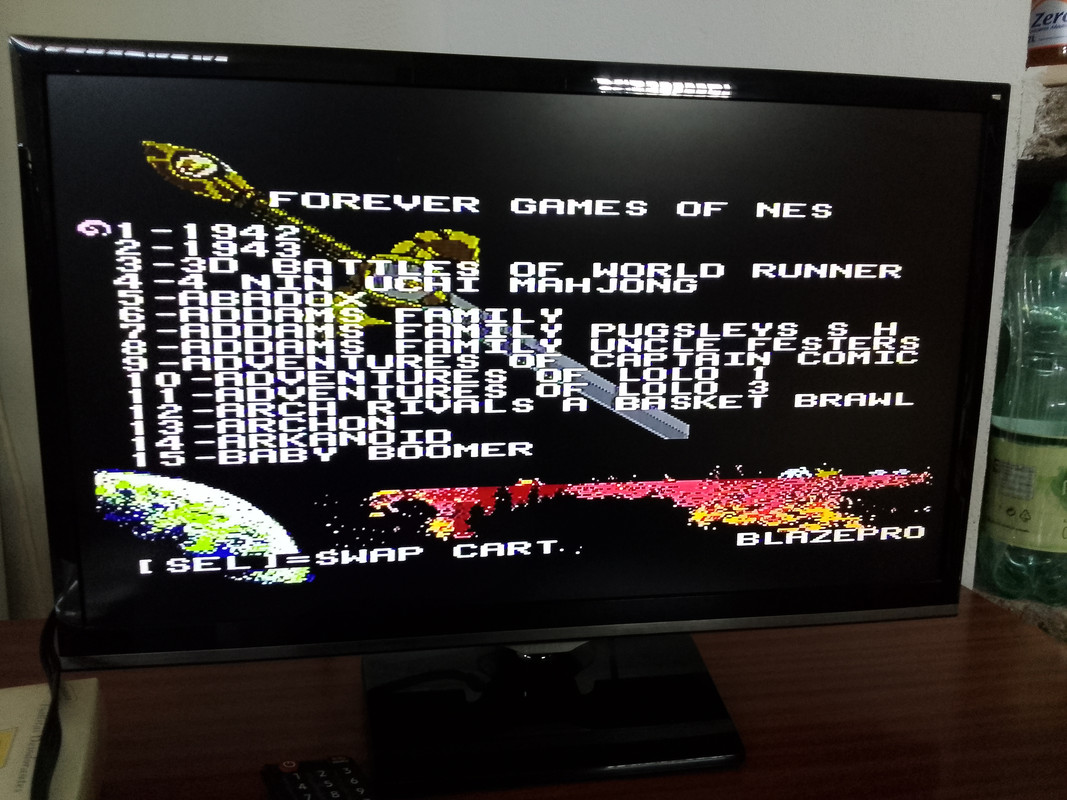 FOREVER GAMES OF NES
1-1942
2-1943
3-3D BATTLES OF WORLD RUNNER
4-4 NIN UCHI MAHJONG
5-ABADOX
6-ADDAMS FAMILY
7-ADDAMS FAMILY PUGSLEYS S H
8-ADDAMS FAMILY UNCLE FESTERS
9-ADVENTURES OF CAPTAIN COMIC
10-ADVENTURES OF LOLO 1
11-ADVENTURES OF LOLO 3
12-ARCH RIVALS A BASKET BRAWL
13-ARCHON
14-ARKANOID
15-BABY BOOMER
BLAZEPRO
[SEL]=SWAP CART..
Zero